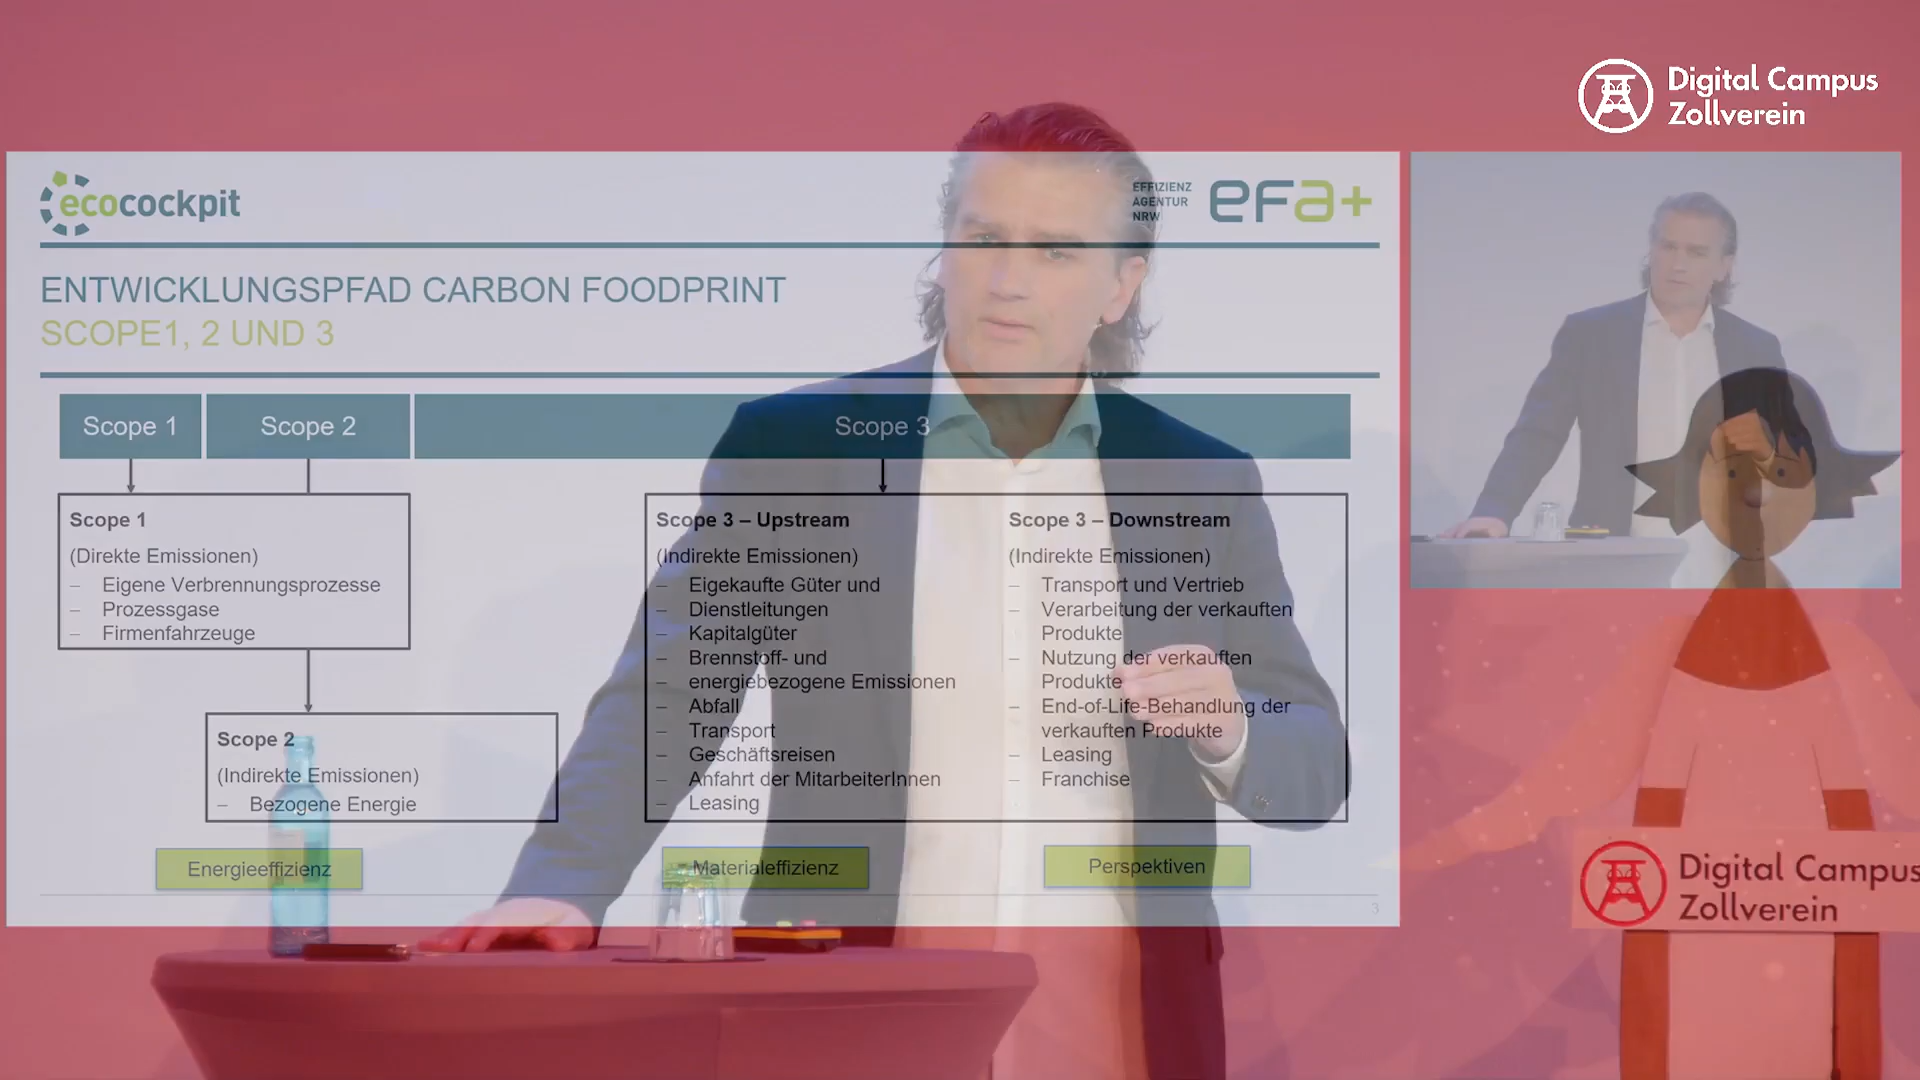 Digital Campus
Zollverein
ecocockpit
EFFIZIENZ
AGENTUR
NRW
efa+
ENTWICKLUNGSPFAD CARBON FOODPRINT
SCOPE1, 2 UND 3
Scope 1
Scope 2
Scope 3
Scope 1
(Direkte Emissionen)
– Eigene Verbrennungsprozesse
– Prozessgase
– Firmenfahrzeuge
Scope 2
(Indirekte Emissionen)
– Bezogene Energie
Scope 3 – Upstream
(Indirekte Emissionen)
– Eigekaufte Güter und
– Dienstleitungen
– Kapitalgüter
– Brennstoff- und
– energiebezogene Emissionen
– Abfall
– Transport
– Geschäftsreisen
– Anfahrt der MitarbeiterInnen
– Leasing
Scope 3 – Downstream
(Indirekte Emissionen)
– Transport und Vertrieb
– Verarbeitung der verkauften
Produkte
– Nutzung der verkauften
Produkte
– End-of-Life-Behandlung der
verkauften Produkte
– Leasing
– Franchise
Energieeffizienz
Materialeffizienz
Perspektiven
3
Digital Campus
Zollverein